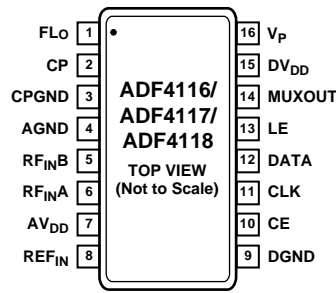 FLO 1
CP 2
CPGND 3
AGND 4
RFINB 5
RFINA 6
AVDD 7
REFIN 8
ADF4116/
ADF4117/
ADF4118
TOP VIEW
(Not to Scale)
16 VP
15 DVDD
14 MUXOUT
13 LE
12 DATA
11 CLK
10 CE
9 DGND